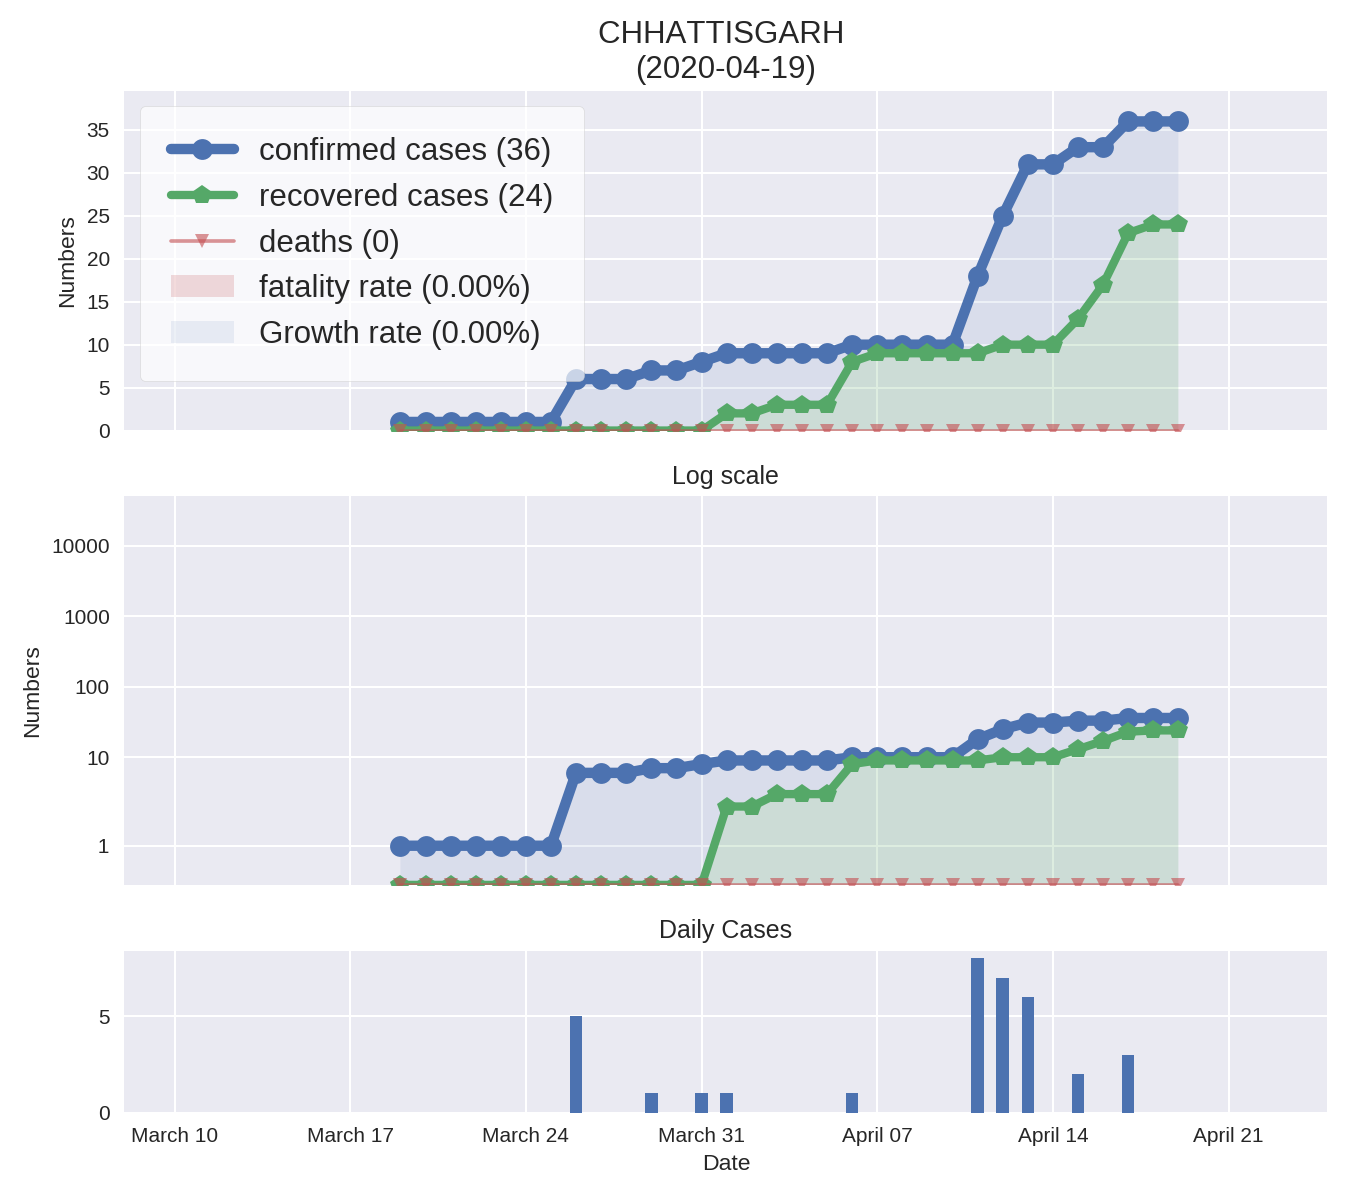 CHHATTISGARH
(2020-04-19)
Numbers
35
30
25
20
15
10
5
0
confirmed cases (36)
recovered cases (24)
deaths (0)
fatality rate (0.00%)
Growth rate (0.00%)
Log scale
Numbers
10000
1000
100
10
1
Daily Cases
5
0
March 10 March 17 March 24 March 31 April 07 April 14 April 21
Date